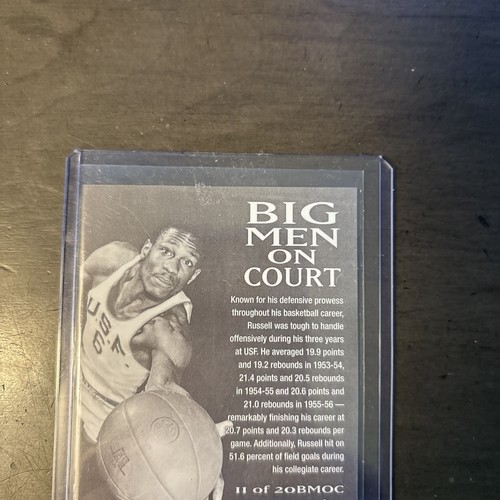 BIG
MEN
ON
COURT
Known for his defensive prowess
throughout his basketball career,
Russell was tough to handle
offensively during his three years
at USF. He averaged 19.9 points
and 19.2 rebounds in 1953-54,
21.4 points and 20.5 rebounds
in 1954-55 and 20.6 points and
21.0 rebounds in 1955-56 —
remarkably finishing his career at
20.7 points and 20.3 rebounds per
game. Additionally, Russell hit on
51.6 percent of field goals during
his collegiate career.
11 of 20BMOC
U.S.F.
6